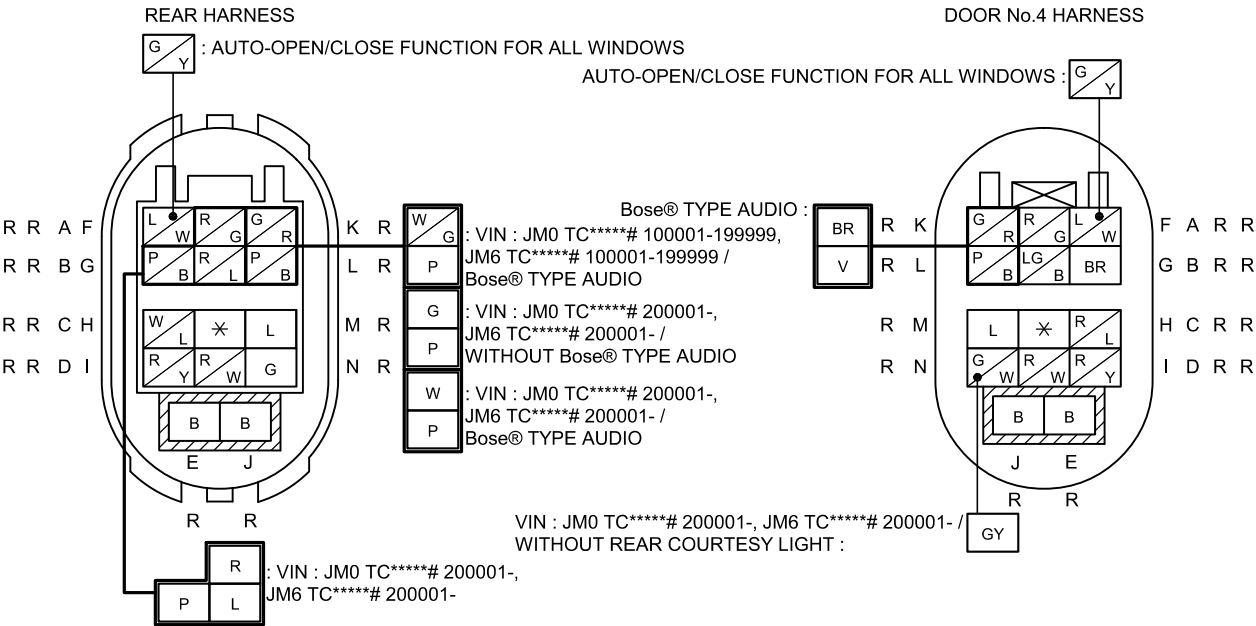 REAR HARNESS
DOOR No.4 HARNESS
G Y : AUTO-OPEN/CLOSE FUNCTION FOR ALL WINDOWS
AUTO-OPEN/CLOSE FUNCTION FOR ALL WINDOWS : G Y
R R A F
L W R G G R
K R
R R B G
P B R L P B
L R
R R C H
W L * L
M R
R R D I
R Y R W G
N R
B B
E J
R R
W G
P
: VIN : JM0 TC*****# 100001-199999,
JM6 TC*****# 100001-199999 /
Bose® TYPE AUDIO
G
P
: VIN : JM0 TC*****# 200001-,
JM6 TC*****# 200001- /
WITHOUT Bose® TYPE AUDIO
W
P
: VIN : JM0 TC*****# 200001-,
JM6 TC*****# 200001- /
Bose® TYPE AUDIO
R
P L
: VIN : JM0 TC*****# 200001-,
JM6 TC*****# 200001-
Bose® TYPE AUDIO :
BR
V
R K
G R R G L W
F A R R
R L
P B LG B BR
G B R R
R M
L * R L
H C R R
R N
G W R W R Y
I D R R
B B
J E
R R
VIN : JM0 TC*****# 200001-, JM6 TC*****# 200001- /
WITHOUT REAR COURTESY LIGHT :
GY